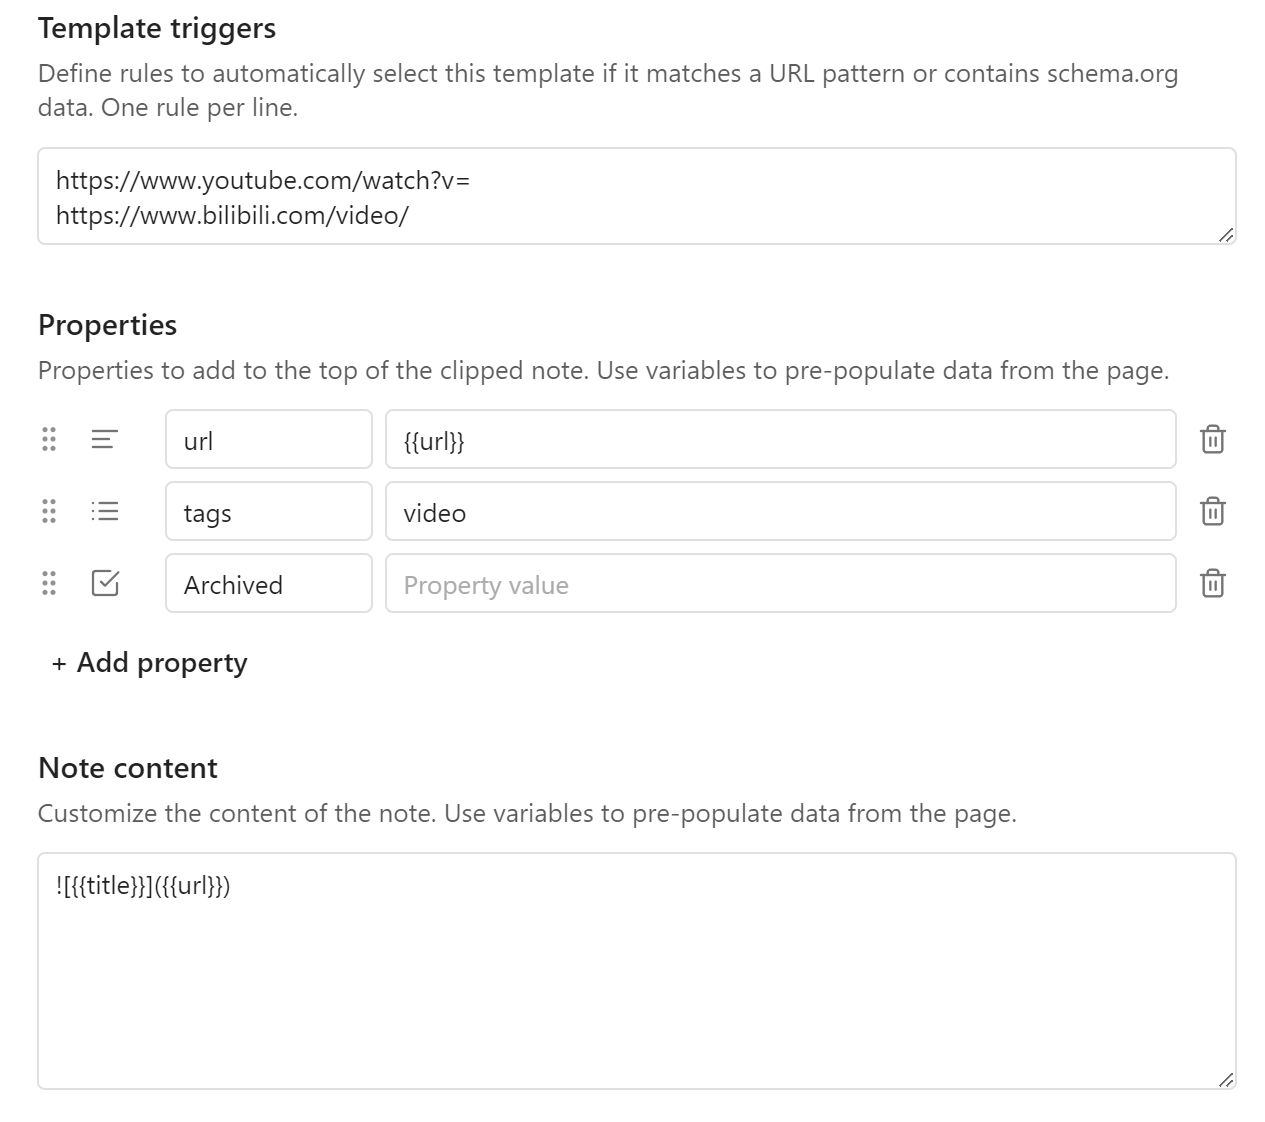 Template triggers
Define rules to automatically select this template if it matches a URL pattern or contains schema.org
data. One rule per line.
https://www.youtube.com/watch?v=
https://www.bilibili.com/video/
Properties
Properties to add to the top of the clipped note. Use variables to pre-populate data from the page.
url {{url}}
tags video
Archived Property value
+ Add property
Note content
Customize the content of the note. Use variables to pre-populate data from the page.
![{{title}}]({{url}})